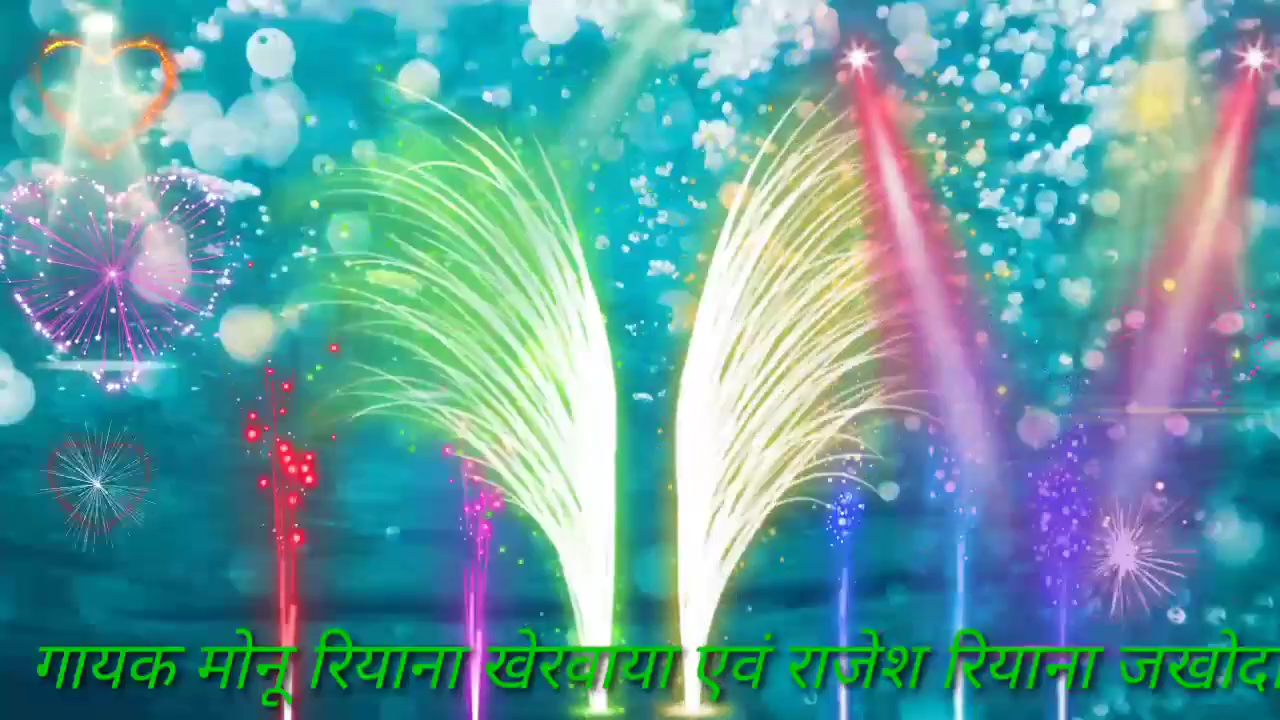 गायक मोनू रियाना खेरवाया एवं राजेश रियाना जखोदा